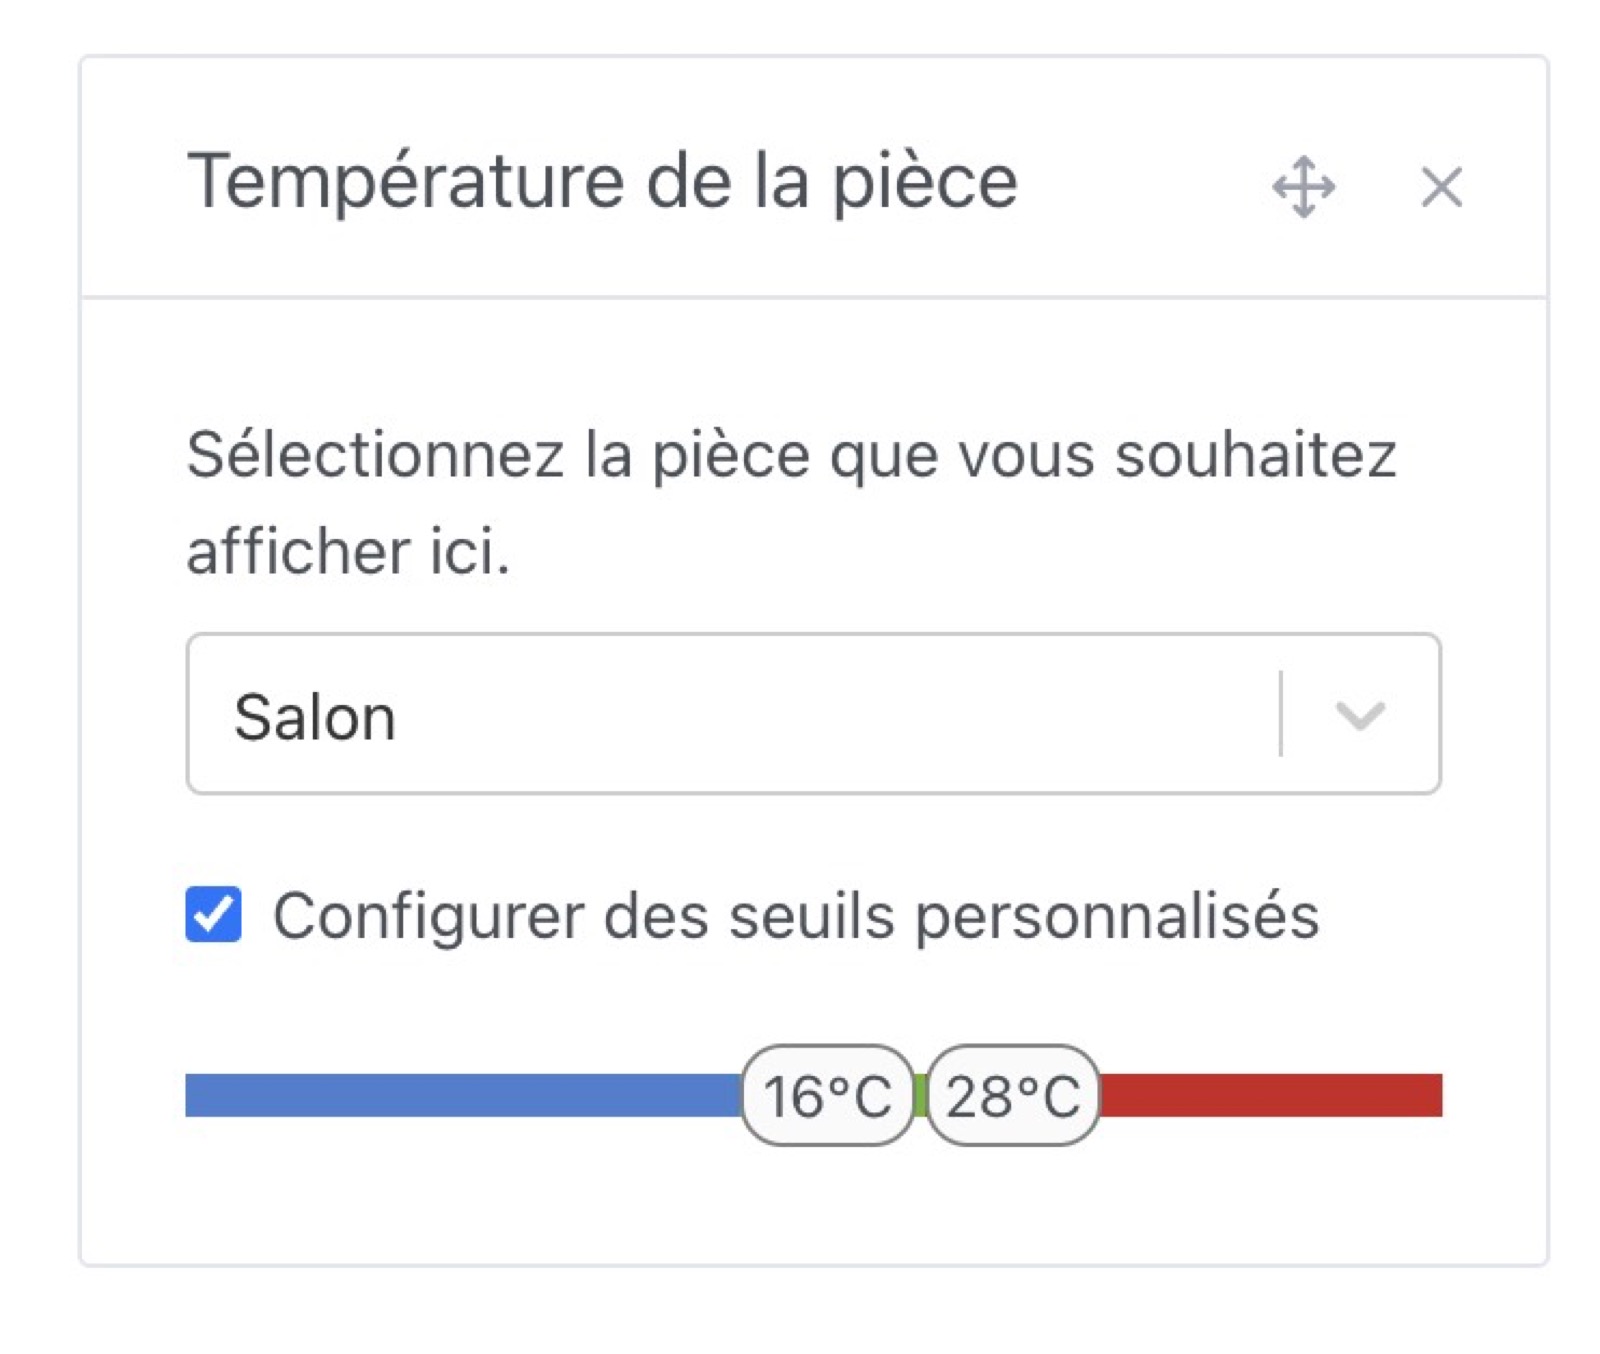 Température de la pièce
Sélectionnez la pièce que vous souhaitez
afficher ici.
Salon
Configurer des seuils personnalisés
16°C 28°C